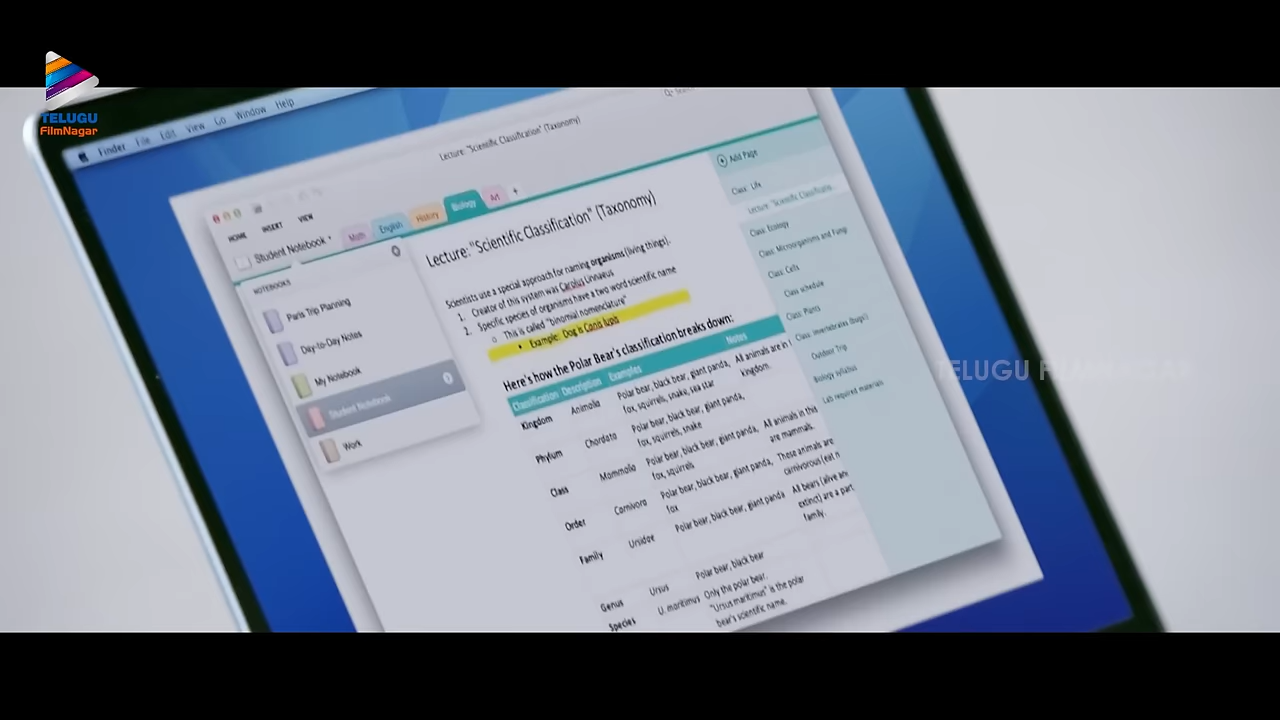 TELUGU
FilmNagar
Finder File Edit View Go Window Help
Lecture: "Scientific Classification" (Taxonomy)
HOME INSERT VIEW
Student Notebook
Math English History Biology Art +
NOTEBOOKS
Paris Trip Planning
Day-to-Day Notes
My Notebook
Student Notebook
Work
Lecture: "Scientific Classification" (Taxonomy)
Scientists use a special approach for naming organisms (living things).
1. Creator of this system was Carolus Linnaeus
2. Specific species of organisms have a two word scientific name
o This is called "binomial nomenclature"
• Example: Dog is Canis lupo
Here's how the Polar Bear's classification breaks down:
Classification Description Examples Notes
Kingdom Animalia Polar bear, black bear, giant panda, fox, squirrels, snake, sea star All animals are in t
kingdom.
Phylum Chordata Polar bear, black bear, giant panda,
fox, squirrels, snake
Class Mammalia Polar bear, black bear, giant panda,
fox, squirrels All animals in this
are mammals.
Order Carnivora Polar bear, black bear, giant panda,
fox These animals are
carnivorous (eat n
Family Ursidae Polar bear, black bear, giant panda All bears (alive an
extinct) are a part
family.
Genus Ursus Polar bear, black bear
Species U. maritimus Only the polar bear.
"Ursus maritimus" is the polar
bear's scientific name.
Add Page
Class: Life
Lecture: "Scientific Classificatio...
Class: Ecology
Class: Microorganisms and Fungi
Class: Cells
Class schedule
Class: Plants
Class: Invertebrates (bugs!)
Outdoor Trip
Biology syllabus
Lab required materials
TELUGU FILMNAGAR